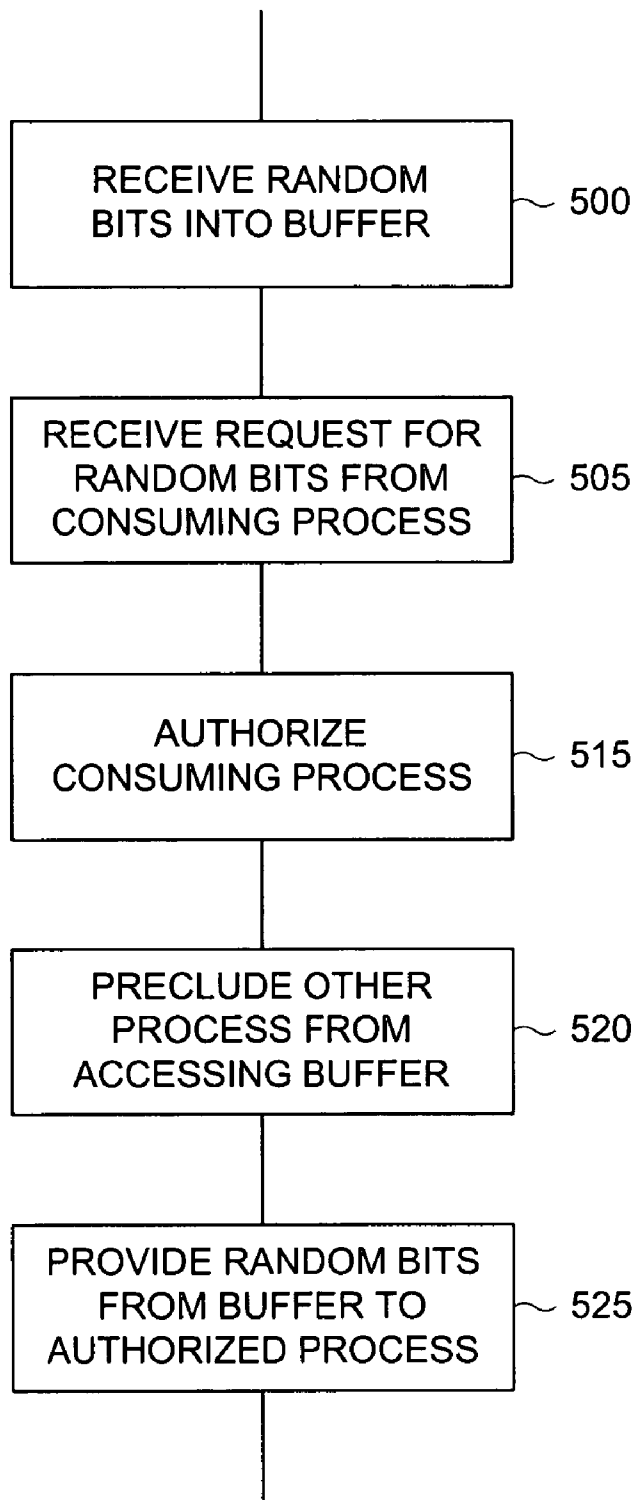 RECEIVE RANDOM
BITS INTO BUFFER
500
RECEIVE REQUEST FOR
RANDOM BITS FROM
CONSUMING PROCESS
505
AUTHORIZE
CONSUMING PROCESS
515
PRECLUDE OTHER
PROCESS FROM
ACCESSING BUFFER
520
PROVIDE RANDOM BITS
FROM BUFFER TO
AUTHORIZED PROCESS
525